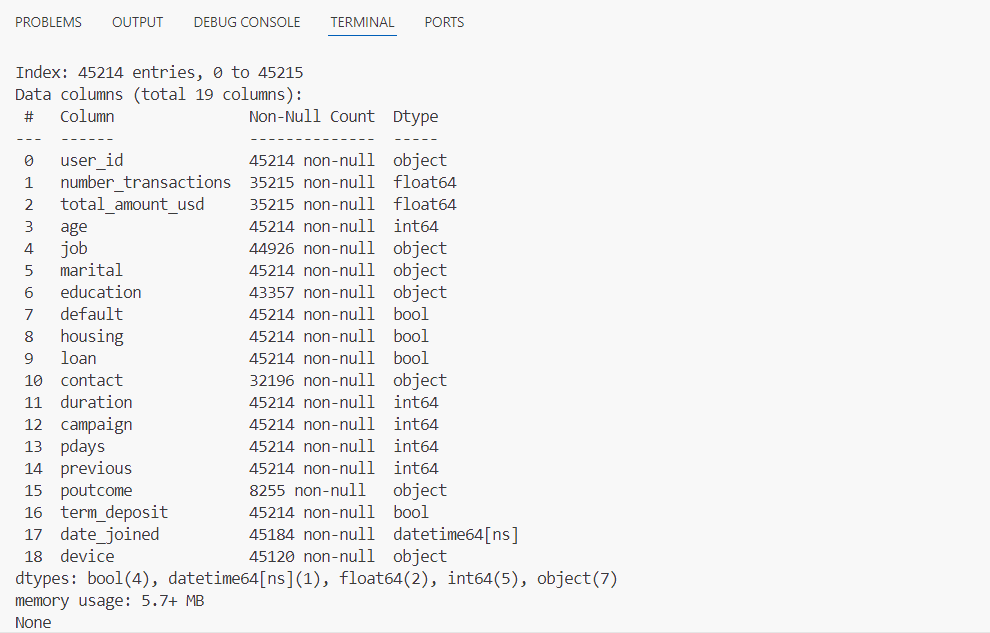 PROBLEMS OUTPUT DEBUG CONSOLE TERMINAL PORTS
Index: 45214 entries, 0 to 45215
Data columns (total 19 columns):
 #   Column               Non-Null Count  Dtype
---  ------               --------------  -----
 0   user_id              45214 non-null  object
 1   number_transactions  35215 non-null  float64
 2   total_amount_usd     35215 non-null  float64
 3   age                  45214 non-null  int64
 4   job                  44926 non-null  object
 5   marital              45214 non-null  object
 6   education            43357 non-null  object
 7   default              45214 non-null  bool
 8   housing              45214 non-null  bool
 9   loan                 45214 non-null  bool
 10  contact              32196 non-null  object
 11  duration             45214 non-null  int64
 12  campaign             45214 non-null  int64
 13  pdays                45214 non-null  int64
 14  previous             45214 non-null  int64
 15  poutcome             8255 non-null   object
 16  term_deposit         45214 non-null  bool
 17  date_joined          45184 non-null  datetime64[ns]
 18  device               45120 non-null  object
dtypes: bool(4), datetime64[ns](1), float64(2), int64(5), object(7)
memory usage: 5.7+ MB
None